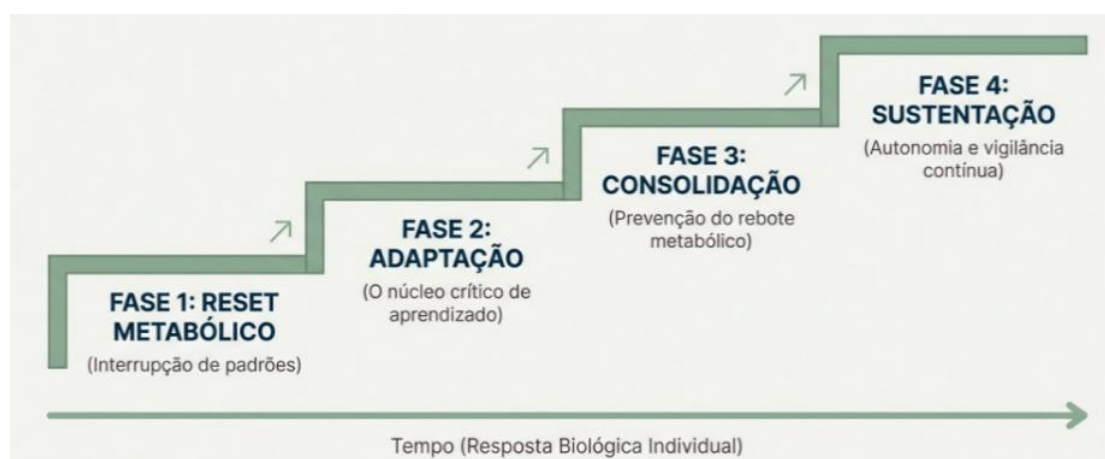 FASE 1: RESET
METABÓLICO
(Interrupção de padrões)
FASE 2:
ADAPTAÇÃO
(O núcleo crítico de
aprendizado)
FASE 3:
CONSOLIDAÇÃO
(Prevenção do rebote
metabólico)
FASE 4:
SUSTENTAÇÃO
(Autonomia e vigilância
contínua)
Tempo (Resposta Biológica Individual)